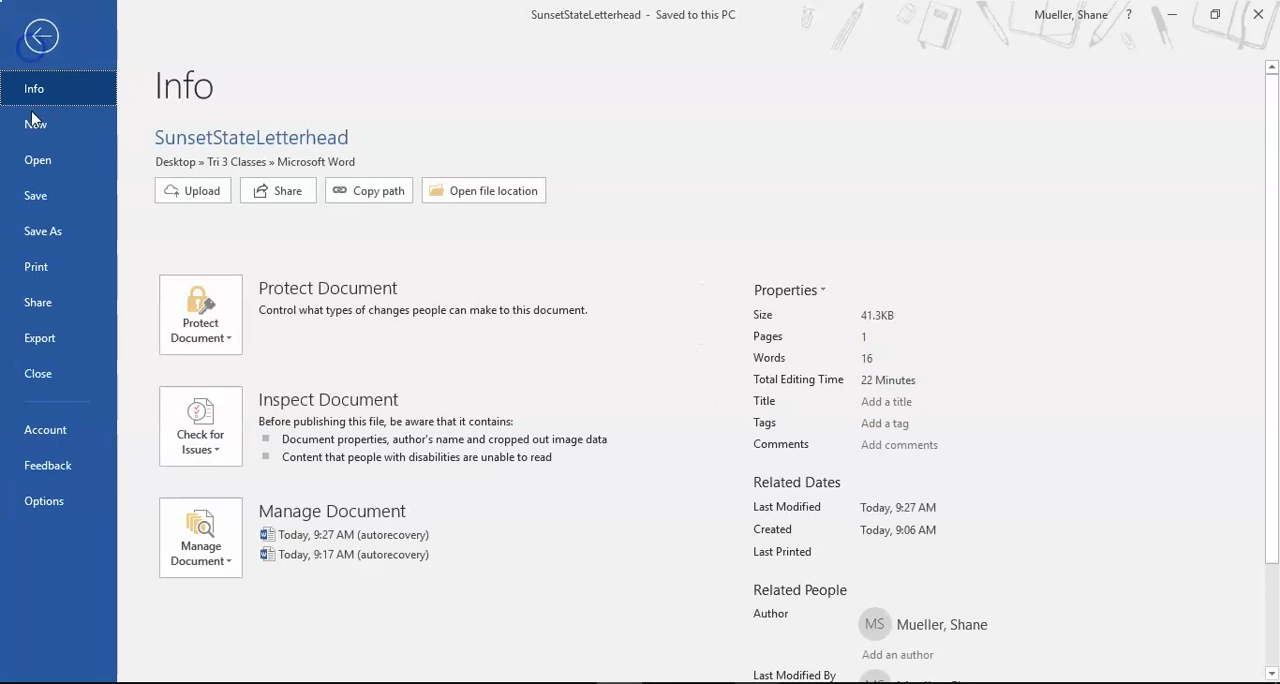 SunsetStateLetterhead - Saved to this PC
Mueller, Shane ?
Info
New
Open
Save
Save As
Print
Share
Export
Close
Account
Feedback
Options
Info
SunsetStateLetterhead
Desktop » Tri 3 Classes » Microsoft Word
Upload
Share
Copy path
Open file location
Protect Document
Protect Document
Control what types of changes people can make to this document.
Check for Issues
Inspect Document
Before publishing this file, be aware that it contains:
Document properties, author's name and cropped out image data
Content that people with disabilities are unable to read
Manage Document
Manage Document
Today, 9:27 AM (autorecovery)
Today, 9:17 AM (autorecovery)
Properties
Size 41.3KB
Pages 1
Words 16
Total Editing Time 22 Minutes
Title Add a title
Tags Add a tag
Comments Add comments
Related Dates
Last Modified Today, 9:27 AM
Created Today, 9:06 AM
Last Printed
Related People
Author
MS Mueller, Shane
Add an author
Last Modified By